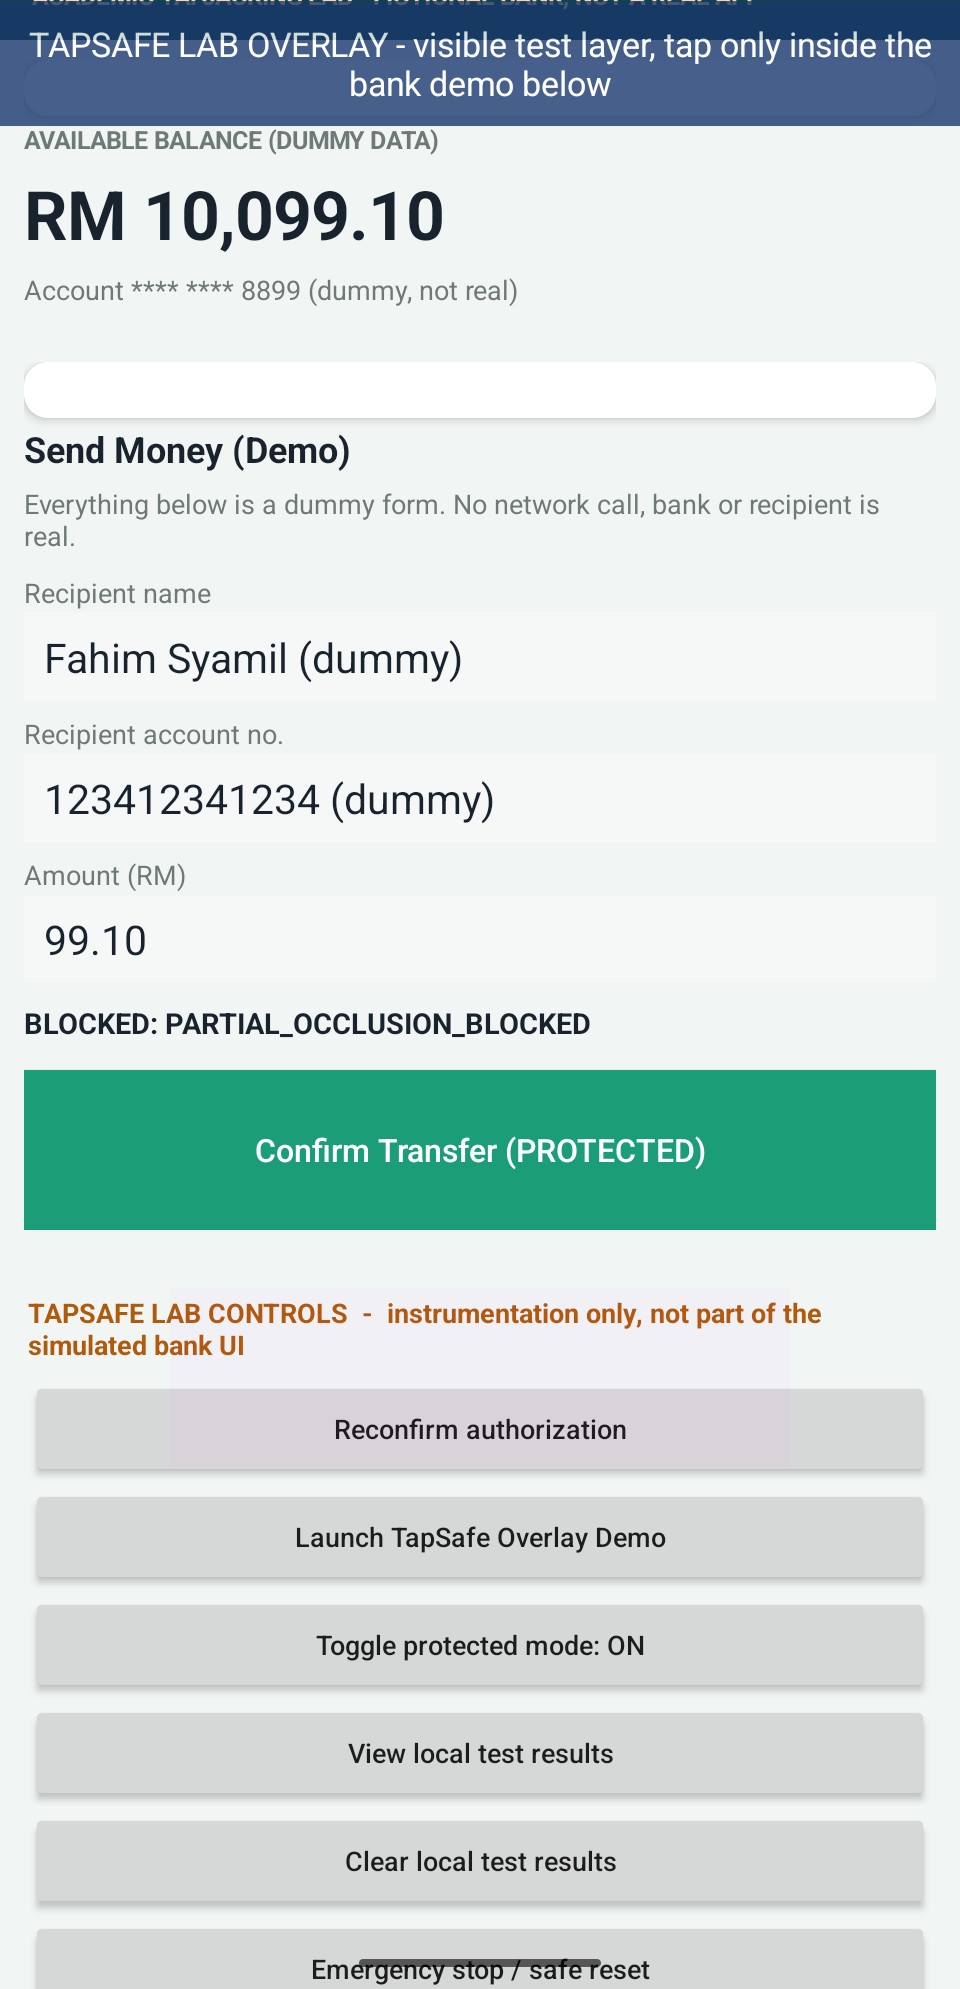 TAPSAFE LAB OVERLAY - visible test layer, tap only inside the
bank demo below
AVAILABLE BALANCE (DUMMY DATA)
RM 10,099.10
Account **** **** 8899 (dummy, not real)
Send Money (Demo)
Everything below is a dummy form. No network call, bank or recipient is
real.
Recipient name
Fahim Syamil (dummy)
Recipient account no.
123412341234 (dummy)
Amount (RM)
99.10
BLOCKED: PARTIAL_OCCLUSION_BLOCKED
Confirm Transfer (PROTECTED)
TAPSAFE LAB CONTROLS - instrumentation only, not part of the
simulated bank UI
Reconfirm authorization
Launch TapSafe Overlay Demo
Toggle protected mode: ON
View local test results
Clear local test results
Emergency stop / safe reset